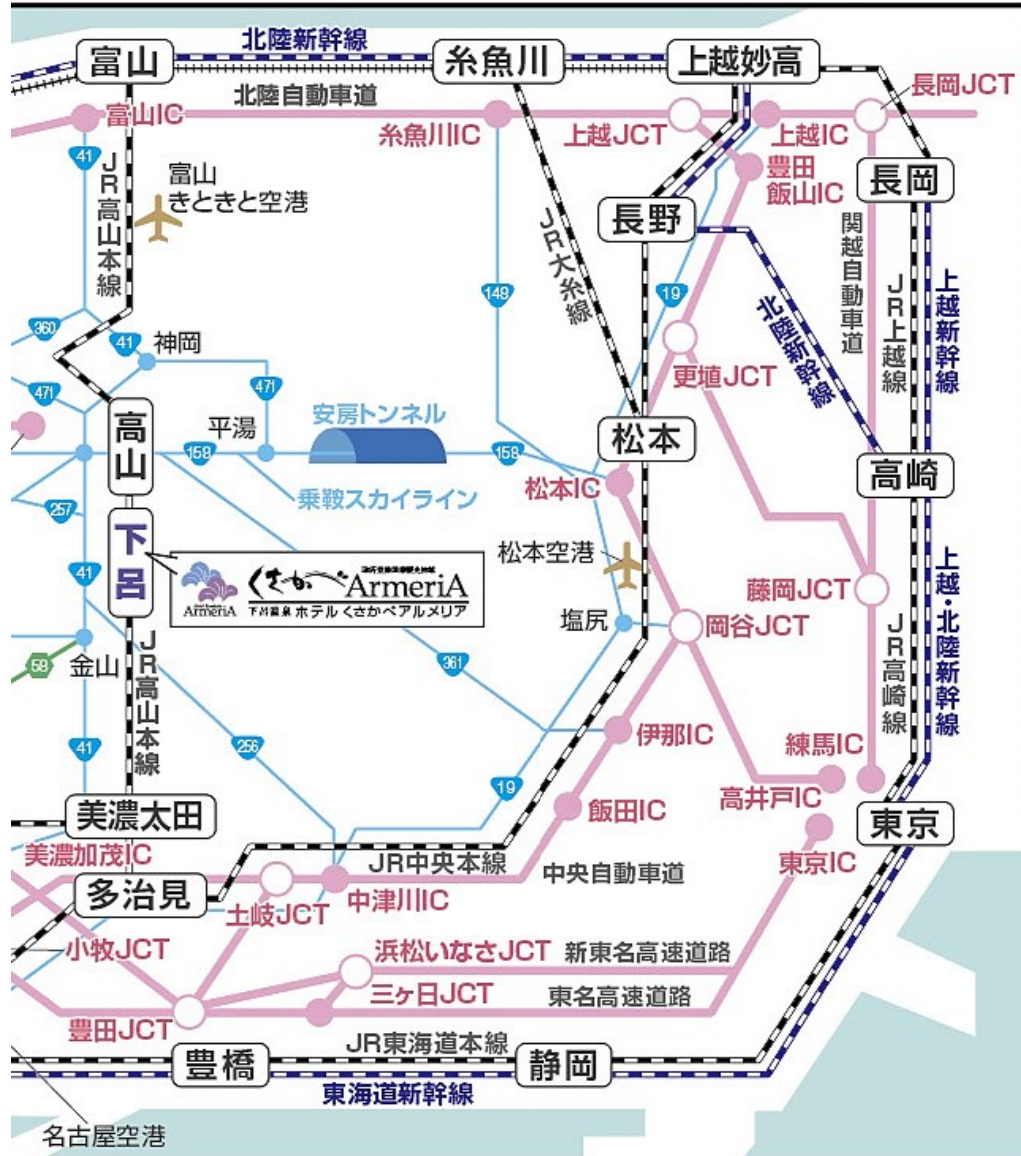 北陸新幹線
富山
糸魚川
上越妙高
北陸自動車道
長岡JCT
富山IC
糸魚川IC
上越JCT
上越IC
41
JR高山本線
富山
きときと空港
豊田
飯山IC
長岡
長野
JR大糸線
関越自動車道
JR上越線
上越新幹線
148
19
北陸新幹線
360
41
神岡
更埴JCT
471
471
高山
平湯
安房トンネル
松本
158
158
高崎
乗鞍スカイライン
松本IC
257
下呂
くさかべArmeriA
ArmeriA
下呂温泉 ホテルくさかべアルメリア
松本空港
藤岡JCT
41
塩尻
岡谷JCT
上越・北陸新幹線
58
金山
JR高山本線
361
JR高崎線
伊那IC
41
256
練馬IC
19
高井戸IC
美濃太田
飯田IC
東京
美濃加茂IC
JR中央本線
中央自動車道
東京IC
多治見
土岐JCT
中津川IC
小牧JCT
浜松いなさJCT
新東名高速道路
三ヶ日JCT
東名高速道路
豊田JCT
JR東海道本線
豊橋
静岡
東海道新幹線
名古屋空港